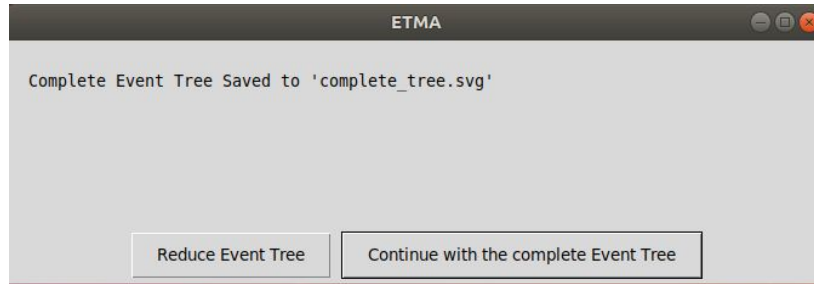 ETMA
Complete Event Tree Saved to 'complete_tree.svg'
Reduce Event Tree
Continue with the complete Event Tree